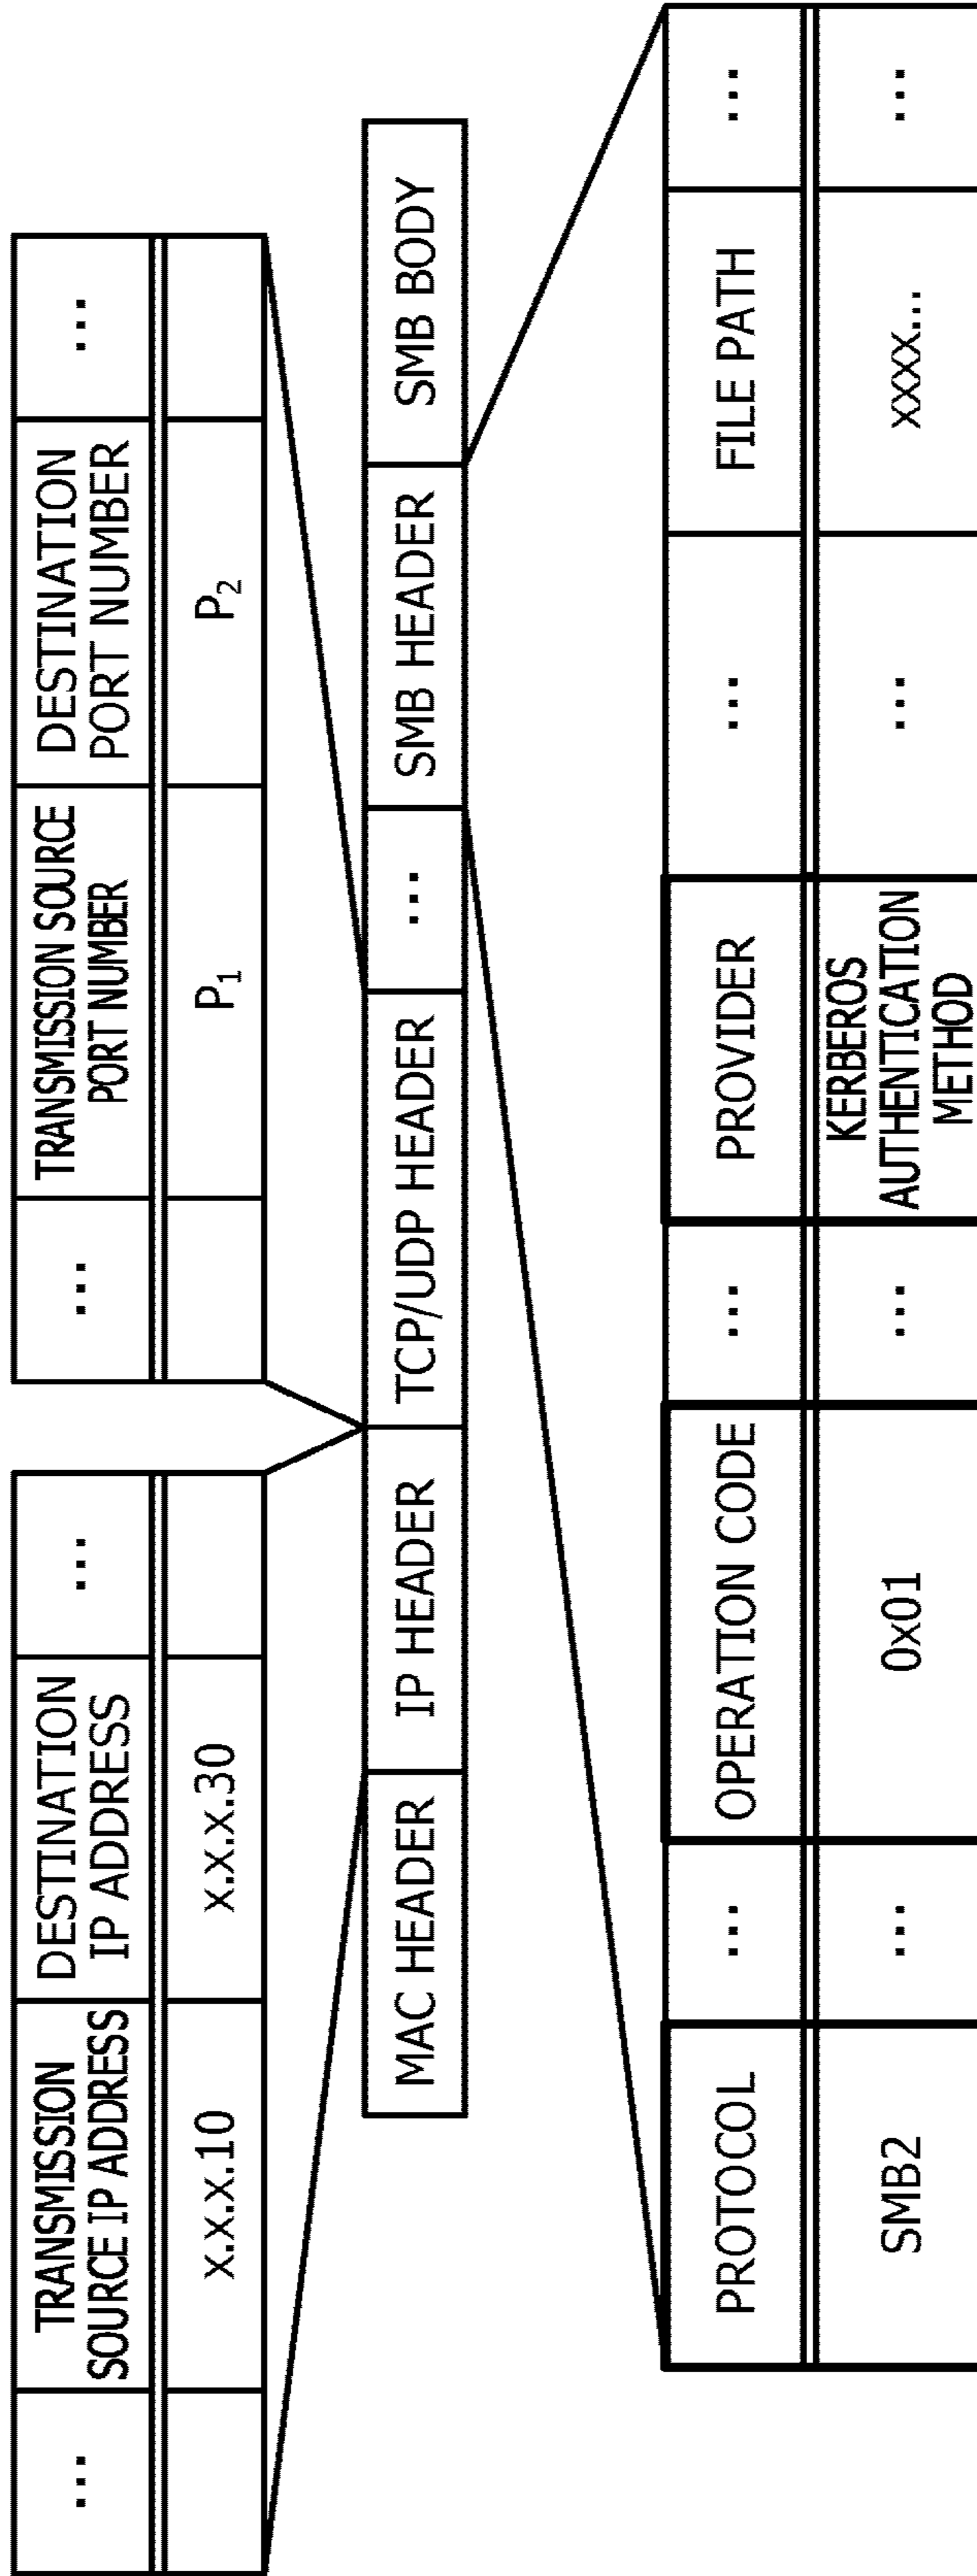 ...
TRANSMISSION
SOURCE IP ADDRESS
DESTINATION
IP ADDRESS
...
x.x.x.10
x.x.x.30
...
TRANSMISSION SOURCE
PORT NUMBER
DESTINATION
PORT NUMBER
...
P1
P2
MAC HEADER
IP HEADER
TCP/UDP HEADER
...
SMB HEADER
SMB BODY
PROTOCOL
...
OPERATION CODE
...
PROVIDER
...
FILE PATH
...
SMB2
...
0x01
...
KERBEROS
AUTHENTICATION
METHOD
...
xxxx...
...